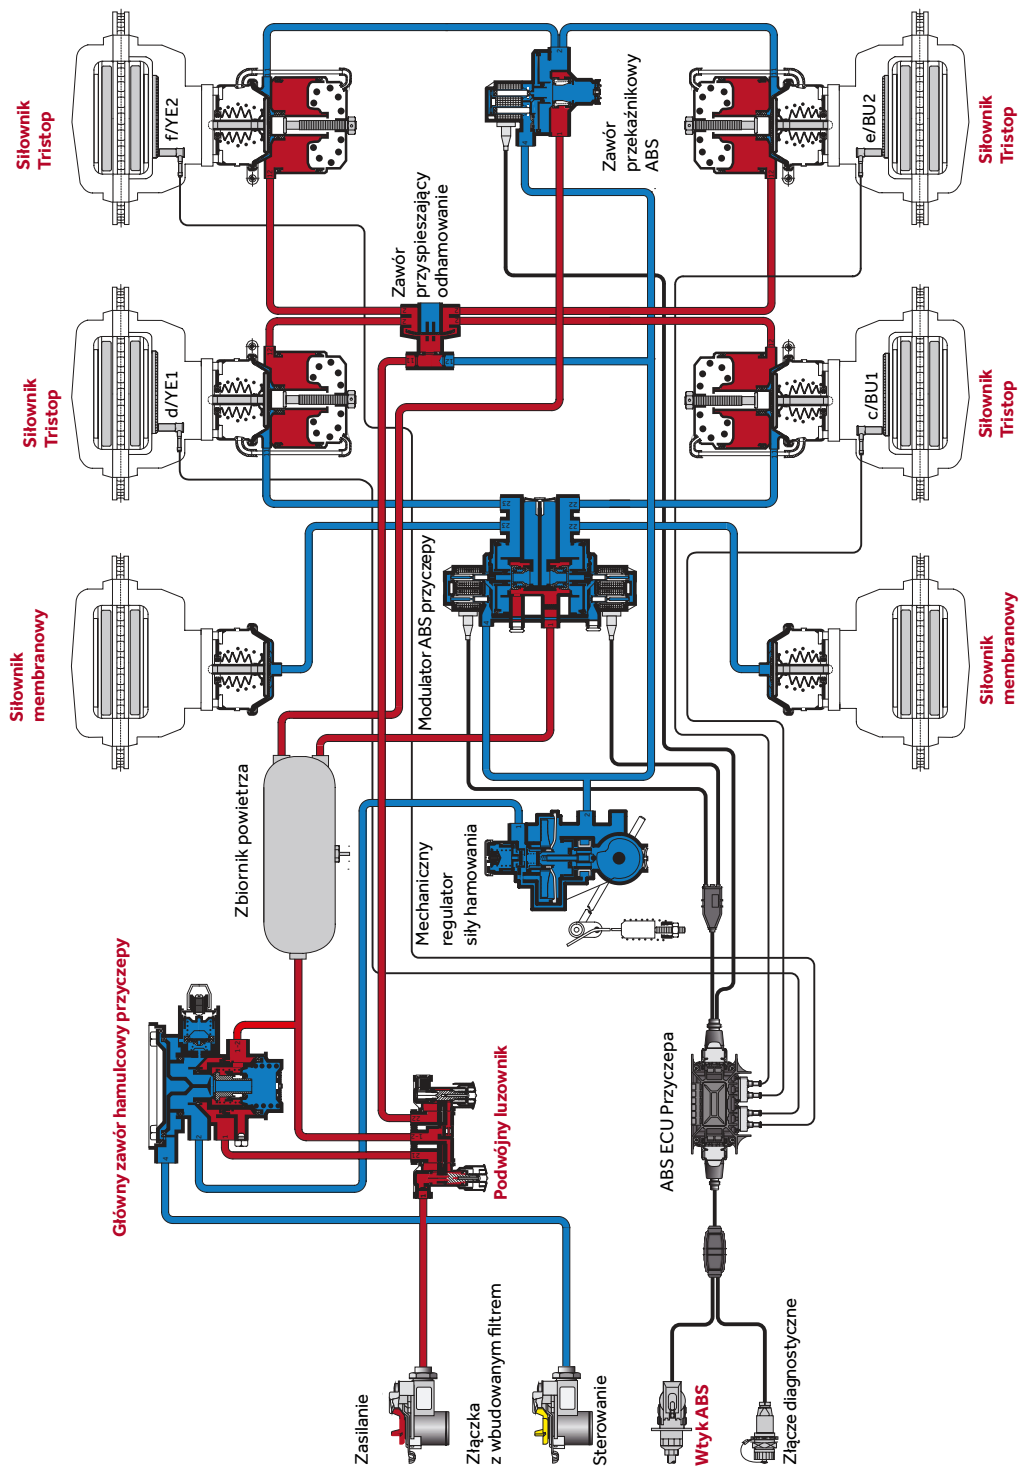 Siłownik
Tristop
f/YE2
Zawór
przekaźnikowy
ABS
e/BU2
Siłownik
Tristop
Zawór
przyspieszający
odhamowanie
Siłownik
Tristop
d/YE1
c/BU1
Siłownik
Tristop
Siłownik
membranowy
Modulator ABS przyczepy
Siłownik
membranowy
Zbiornik powietrza
Mechaniczny
regulator
siły hamowania
Główny zawór hamulcowy przyczepy
Podwójny luzownik
ABS ECU Przyczepa
Zasilanie
Złączka
z wbudowanym filtrem
Sterowanie
Wtyk ABS
Złącze diagnostyczne